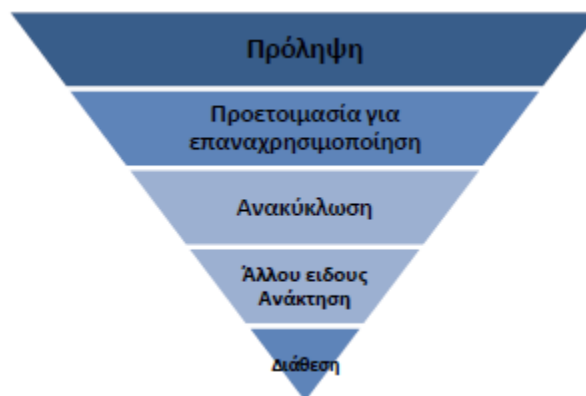 Πρόληψη
Προετοιμασία για
επαναχρησιμοποίηση
Ανακύκλωση
Άλλου ειδους
Ανάκτηση
Διάθεση